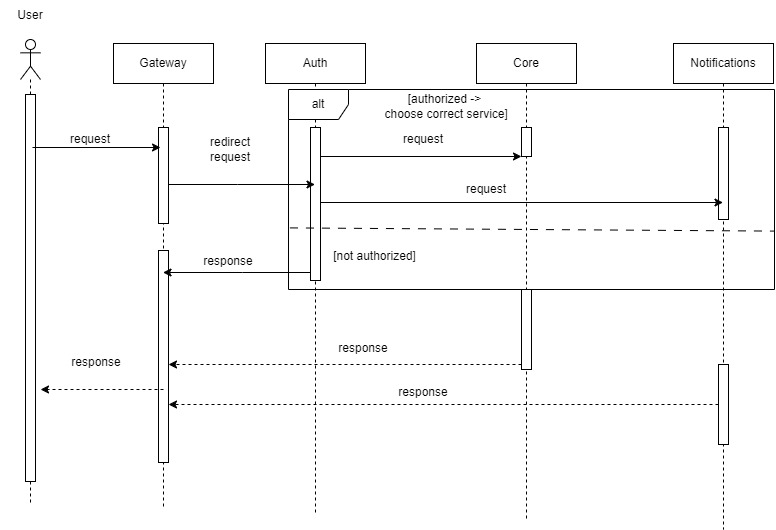 User
Gateway
Auth
Core
Notifications
alt
[authorized ->
choose correct service]
request
redirect
request
request
request
[not authorized]
response
response
response
response